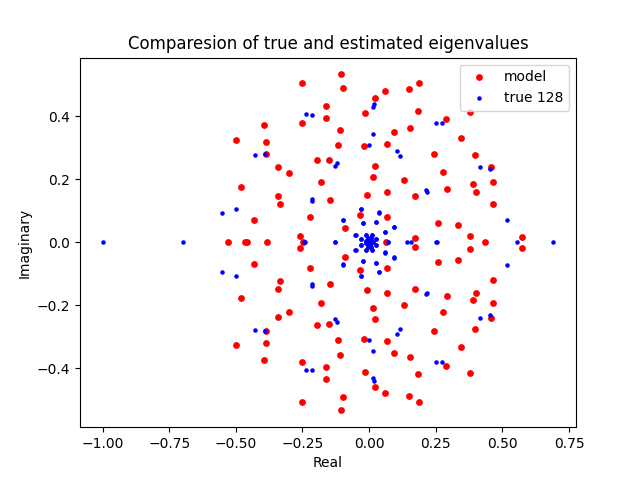 Comparesion of true and estimated eigenvalues
model
true 128
0.4
0.2
0.0
−0.2
−0.4
Imaginary
−1.00 −0.75 −0.50 −0.25 0.00 0.25 0.50 0.75
Real